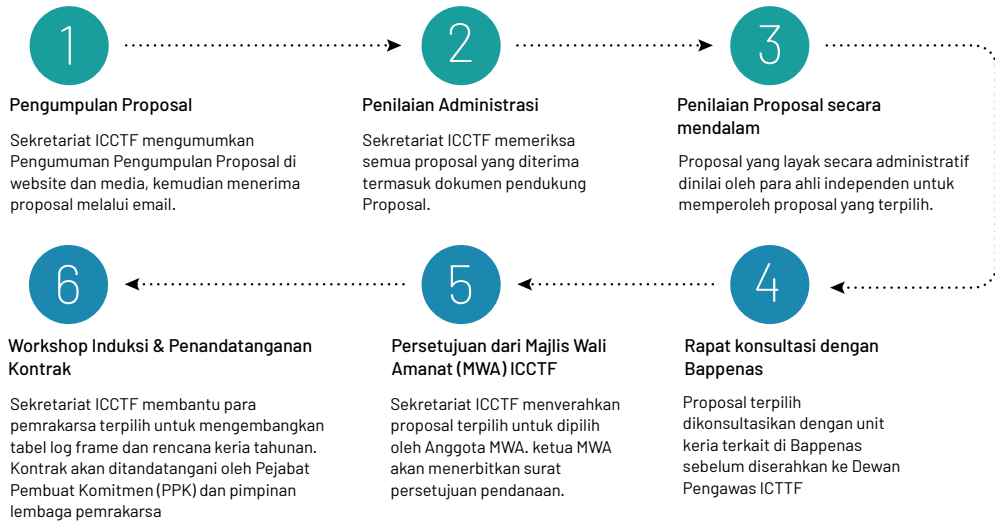 1
Pengumpulan Proposal
Sekretariat ICCTF mengumumkan
Pengumuman Pengumpulan Proposal di
website dan media, kemudian menerima
proposal melalui email.
2
Penilaian Administrasi
Sekretariat ICCTF memeriksa
semua proposal yang diterima
termasuk dokumen pendukung
Proposal.
3
Penilaian Proposal secara
mendalam
Proposal yang layak secara administratif
dinilai oleh para ahli independen untuk
memperoleh proposal yang terpilih.
4
Rapat konsultasi dengan
Bappenas
Proposal terpilih
dikonsultasikan dengan unit
keria terkait di Bappenas
sebelum diserahkan ke Dewan
Pengawas ICTTF
5
Persetujuan dari Majlis Wali
Amanat (MWA) ICCTF
Sekretariat ICCTF menverahkan
proposal terpilih untuk dipilih
oleh Anggota MWA. ketua MWA
akan menerbitkan surat
persetujuan pendanaan.
6
Workshop Induksi & Penandatanganan
Kontrak
Sekretariat ICCTF membantu para
pemrakarsa terpilih untuk mengembangkan
tabel log frame dan rencana keria tahunan.
Kontrak akan ditandatangani oleh Pejabat
Pembuat Komitmen (PPK) dan pimpinan
lembaga pemrakarsa